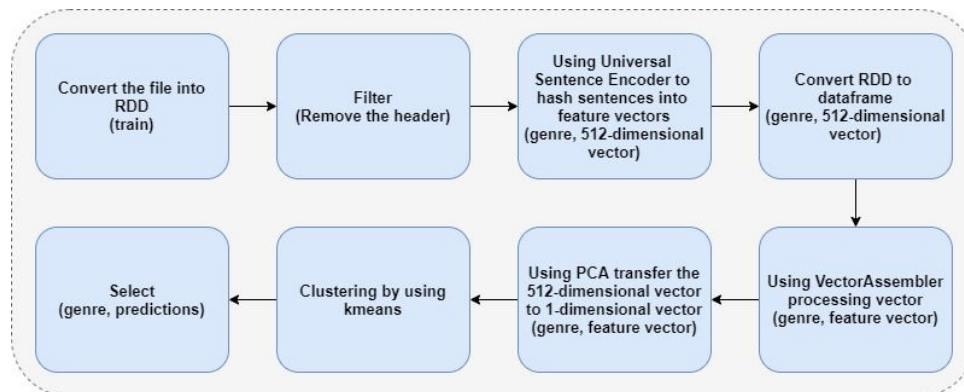 Convert the file into
RDD
(train)
Filter
(Remove the header)
Using Universal
Sentence Encoder to
hash sentences into
feature vectors
(genre, 512-dimensional
vector)
Convert RDD to
dataframe
(genre, 512-dimensional
vector)
Using VectorAssembler
processing vector
(genre, feature vector)
Using PCA transfer the
512-dimensional vector
to 1-dimensional vector
(genre, feature vector)
Clustering by using
kmeans
Select
(genre, predictions)